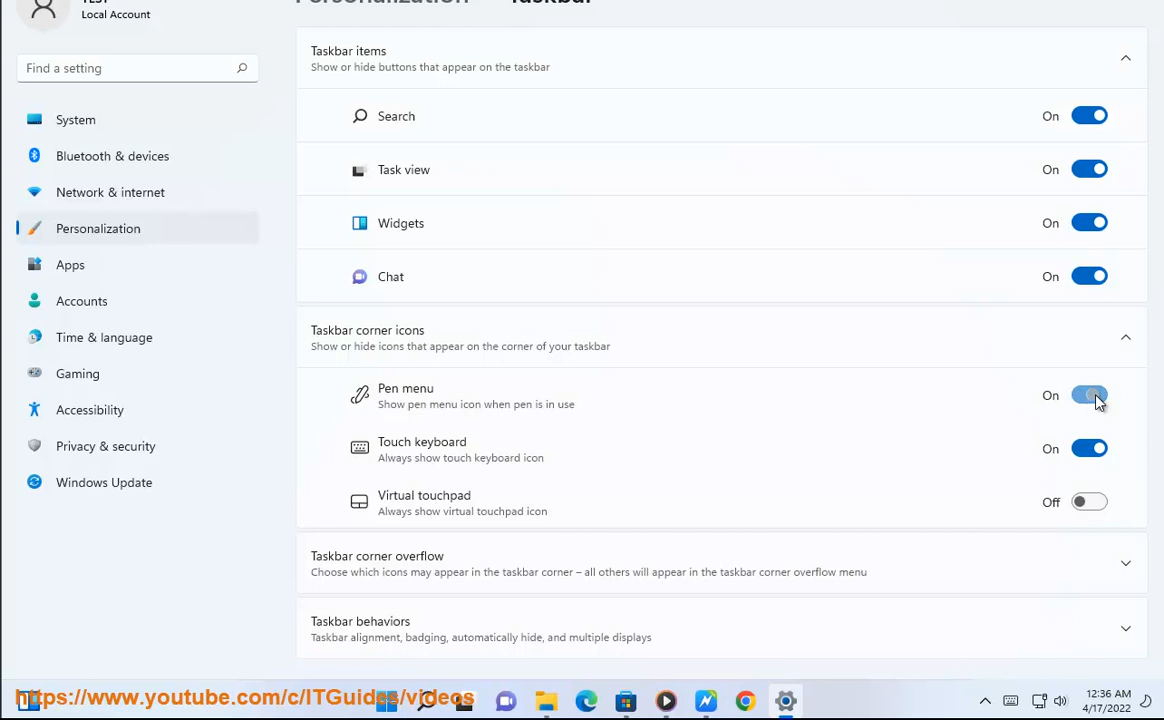 TEST
Local Account
Personalization Taskbar
Find a setting
System
Bluetooth & devices
Network & internet
Personalization
Apps
Accounts
Time & language
Gaming
Accessibility
Privacy & security
Windows Update
Taskbar items
Show or hide buttons that appear on the taskbar
Search On
Task view On
Widgets On
Chat On
Taskbar corner icons
Show or hide icons that appear on the corner of your taskbar
Pen menu
Show pen menu icon when pen is in use
On
Touch keyboard
Always show touch keyboard icon
On
Virtual touchpad
Always show virtual touchpad icon
Off
Taskbar corner overflow
Choose which icons may appear in the taskbar corner – all others will appear in the taskbar corner overflow menu
Taskbar behaviors
Taskbar alignment, badging, automatically hide, and multiple displays
https://www.youtube.com/c/ITGuides/videos
12:36 AM
4/17/2022